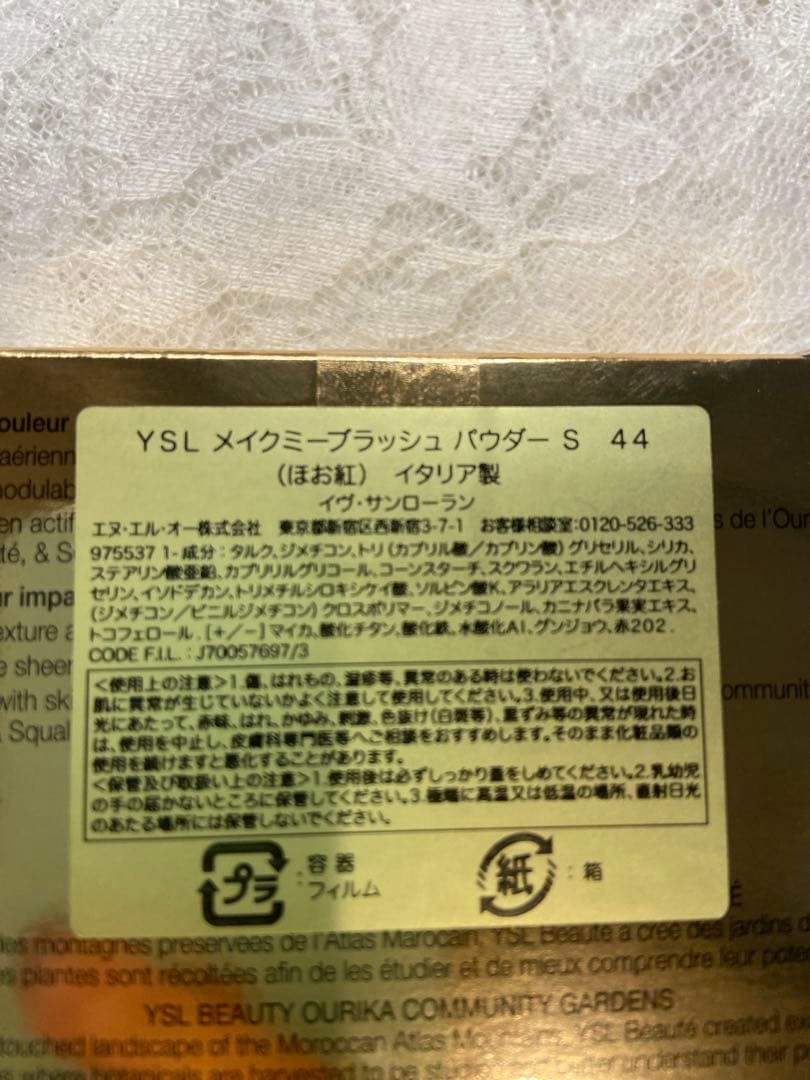 ouleur
aérienn
modulab
en actif
té, & S
ur impa
exture a
e sheer
with ski
Squal
s de l'Our
ommunit
YSL メイクミーブラッシュ パウダー S 44
(ほお紅) イタリア製
イヴ・サンローラン
エヌ・エル・オー株式会社 東京都新宿区西新宿3-7-1 お客様相談室:0120-526-333
975537 1- 成分:タルク、ジメチコン、トリ(カプリル酸/カプリン酸)グリセリル、シリカ、
ステアリン酸亜鉛、カプリリルグリコール、コーンスターチ、スクワラン、エチルヘキシルグリ
セリン、イソドデカン、トリメチルシロキシケイ酸、ソルビン酸K、アラリアエスクレンタエキス、
(ジメチコン/ビニルジメチコン)クロスポリマー、ジメチコノール、カニナバラ果実エキス、
トコフェロール. [+/-]マイカ、酸化チタン、酸化鉄、水酸化Al、グンジョウ、赤202.
CODE F.I.L.:J70057697/3
<使用上の注意>1.傷、はれもの、湿疹等、異常のある時は使わないでください。2.お
肌に異常が生じていないかよく注意して使用してください。3.使用中、又は使用後日
光にあたって、赤味、はれ、かゆみ、刺激、色抜け(白斑等)、黒ずみ等の異常が現れた時
は、使用を中止し、皮膚科専門医等へご相談をおすすめします。そのまま化粧品類の
使用を続けますと悪化することがあります。
<保管及び取扱い上の注意>1.使用後は必ずしっかり蓋をしめてください。2.乳幼児
の手の届かないところに保管してください。3.極端に高温又は低温の場所、直射日光
のあたる場所には保管しないでください。
プラ :容器
:フィルム
紙 :箱
É
las montagnes préservées de l'Atlas Marocain, YSL Beauté a créé des jardins d
s plantes sont récoltées afin de les étudier et de mieux comprendre leur poten
YSL BEAUTY OURIKA COMMUNITY GARDENS
touched landscape of the Moroccan Atlas Mountains, YSL Beauté created ex
where botanicals are harvested to be understand their p